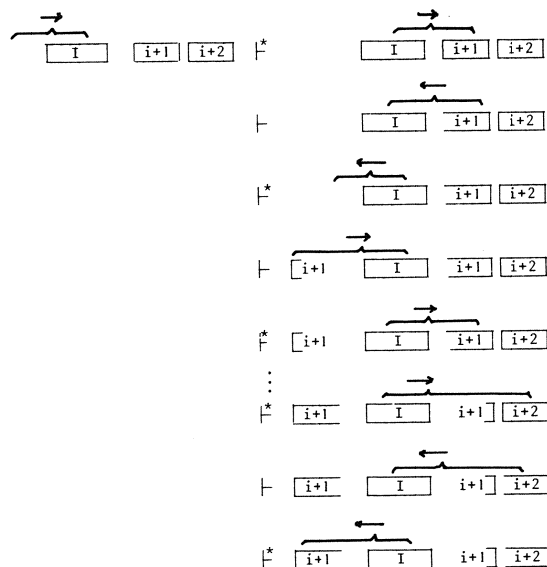 I i+1 i+2 ⊢* I i+1 i+2
⊢ I i+1 i+2
⊢* I i+1 i+2
⊢ i+1 I i+1 i+2
⊢* i+1 I i+1 i+2
⋮
⊢* i+1 I i+1 i+2
⊢ i+1 I i+1 i+2
⊢* i+1 I i+1 i+2